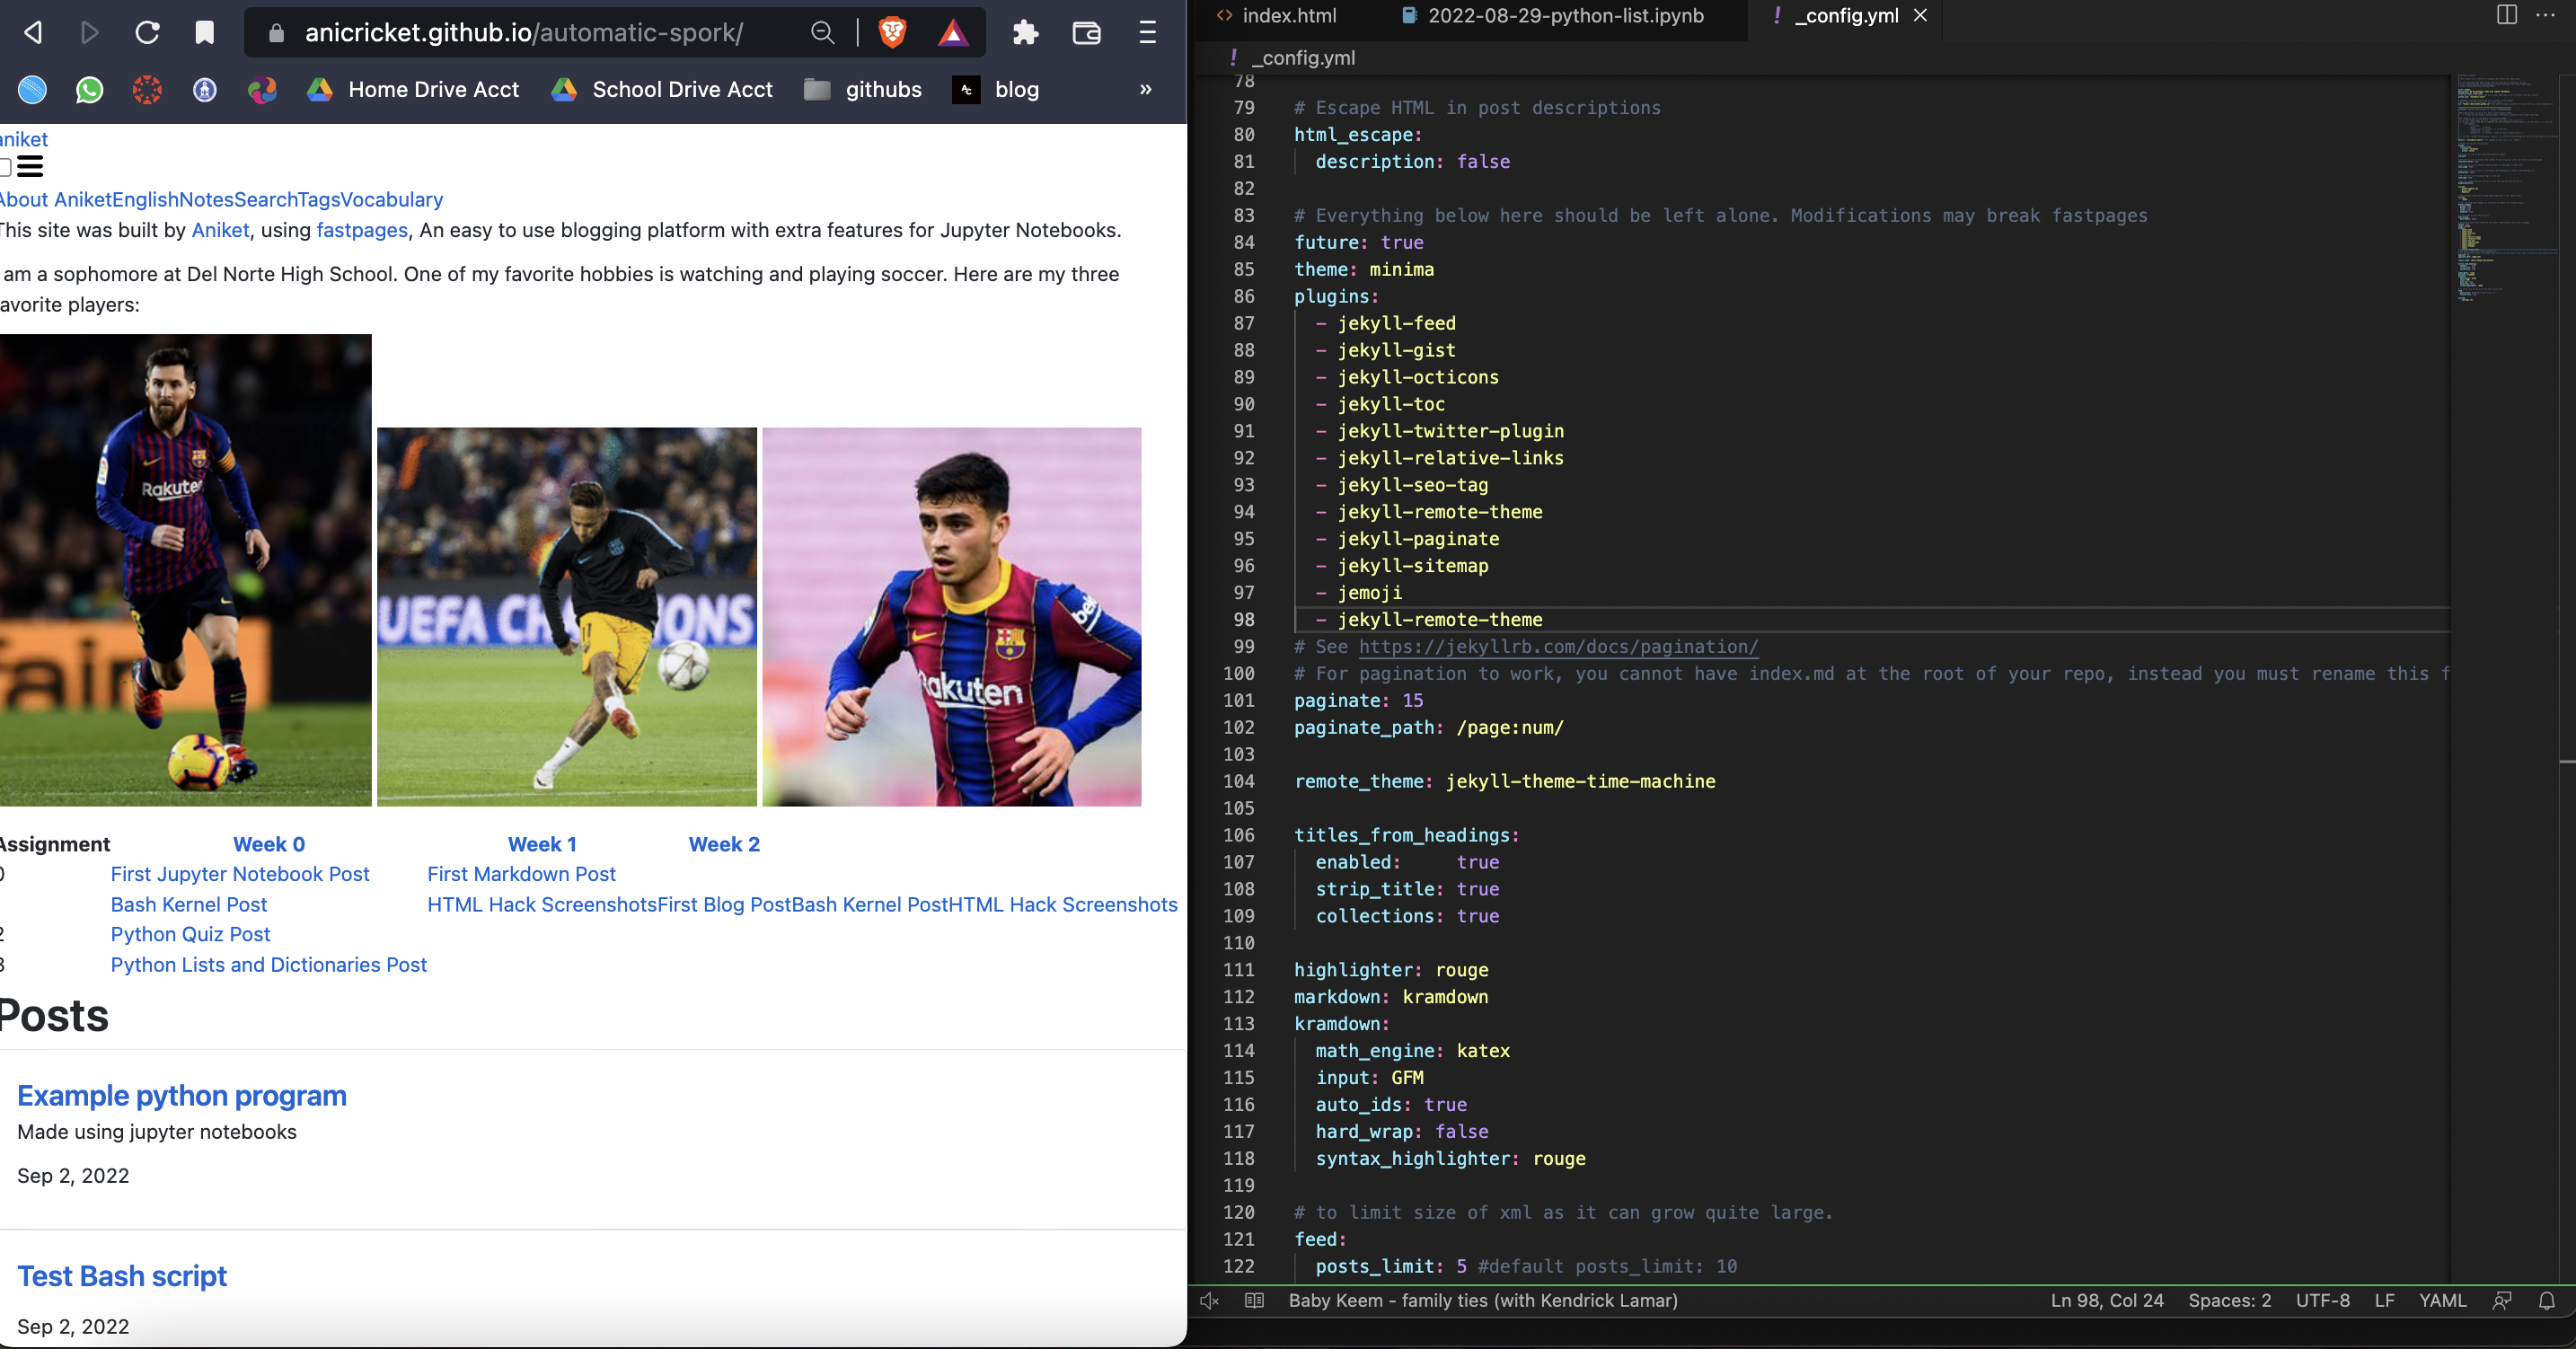 anicricket.github.io/automatic-spork/
Home Drive Acct
School Drive Acct
githubs
blog
»
aniket
About AniketEnglishNotesSearchTagsVocabulary
This site was built by Aniket, using fastpages, An easy to use blogging platform with extra features for Jupyter Notebooks.
am a sophomore at Del Norte High School. One of my favorite hobbies is watching and playing soccer. Here are my three
favorite players:
Rakuten
UEFA CHAMPIONS
Rakuten
beko
fair
Assignment Week 0 Week 1 Week 2
0 First Jupyter Notebook Post First Markdown Post
Bash Kernel Post HTML Hack ScreenshotsFirst Blog PostBash Kernel PostHTML Hack Screenshots
2 Python Quiz Post
3 Python Lists and Dictionaries Post
Posts
Example python program
Made using jupyter notebooks
Sep 2, 2022
Test Bash script
Sep 2, 2022
index.html
2022-08-29-python-list.ipynb
! _config.yml
! _config.yml
78
79 # Escape HTML in post descriptions
80 html_escape:
81 description: false
82
83 # Everything below here should be left alone. Modifications may break fastpages
84 future: true
85 theme: minima
86 plugins:
87 - jekyll-feed
88 - jekyll-gist
89 - jekyll-octicons
90 - jekyll-toc
91 - jekyll-twitter-plugin
92 - jekyll-relative-links
93 - jekyll-seo-tag
94 - jekyll-remote-theme
95 - jekyll-paginate
96 - jekyll-sitemap
97 - jemoji
98 - jekyll-remote-theme
99 # See https://jekyllrb.com/docs/pagination/
100 # For pagination to work, you cannot have index.md at the root of your repo, instead you must rename this f
101 paginate: 15
102 paginate_path: /page:num/
103
104 remote_theme: jekyll-theme-time-machine
105
106 titles_from_headings:
107 enabled: true
108 strip_title: true
109 collections: true
110
111 highlighter: rouge
112 markdown: kramdown
113 kramdown:
114 math_engine: katex
115 input: GFM
116 auto_ids: true
117 hard_wrap: false
118 syntax_highlighter: rouge
119
120 # to limit size of xml as it can grow quite large.
121 feed:
122 posts_limit: 5 #default posts_limit: 10
Baby Keem - family ties (with Kendrick Lamar)
Ln 98, Col 24 Spaces: 2 UTF-8 LF YAML